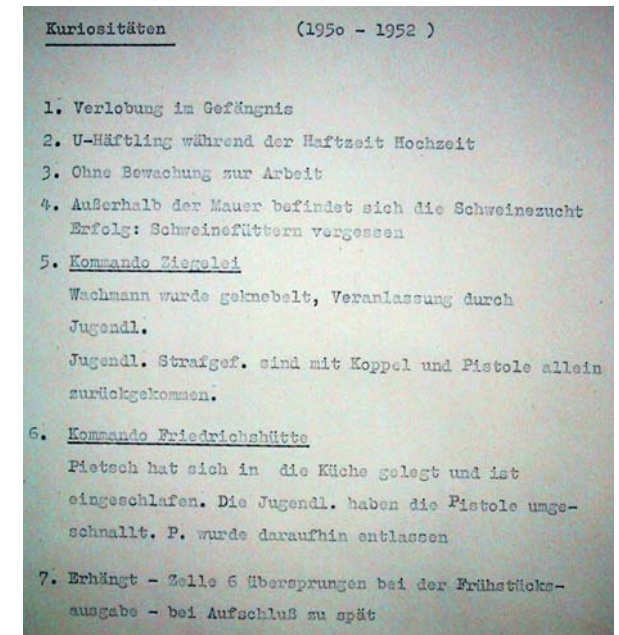 Kuriositäten (195o - 1952 )
1. Verlobung im Gefängnis
2. U-Häftling während der Haftzeit Hochzeit
3. Ohne Bewachung zur Arbeit
4. Außerhalb der Mauer befindet sich die Schweinezucht
Erfolg: Schweinefüttern vergessen
5. Kommando Ziegelei
Wachmann wurde geknebelt, Veranlassung durch
Jugendl.
Jugendl. Strafgef. sind mit Koppel und Pistole allein
zurückgekommen.
6. Kommando Friedrichshütte
Pietsch hat sich in die Küche gelegt und ist
eingeschlafen. Die Jugendl. haben die Pistole umge-
schnallt. P. wurde daraufhin entlassen
7. Erhängt - Zelle 6 übersprungen bei der Frühstücks-
ausgabe - bei Aufschluß zu spät